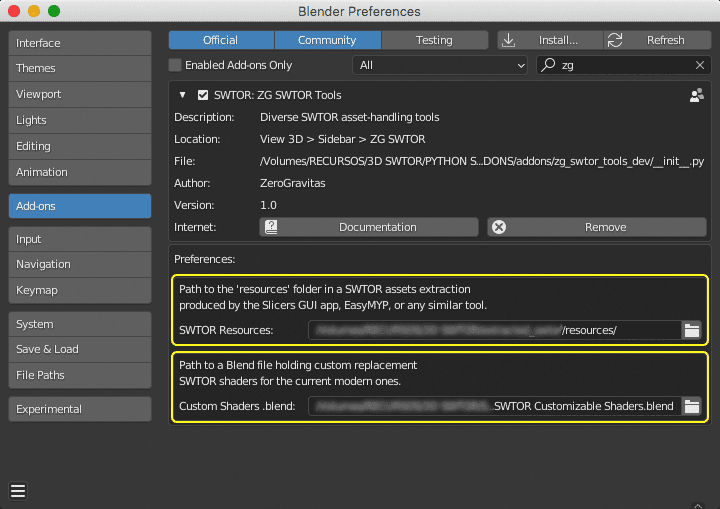 Blender Preferences
Interface
Themes
Viewport
Lights
Editing
Animation
Add-ons
Input
Navigation
Keymap
System
Save & Load
File Paths
Experimental
Official Community Testing Install... Refresh
Enabled Add-ons Only All zg
SWTOR: ZG SWTOR Tools
Description: Diverse SWTOR asset-handling tools
Location: View 3D > Sidebar > ZG SWTOR
File: /Volumes/RECURSOS/3D SWTOR/PYTHON S...DONS/addons/zg_swtor_tools_dev/__init__.py
Author: ZeroGravitas
Version: 1.0
Internet: Documentation Remove
Preferences:
Path to the 'resources' folder in a SWTOR assets extraction
produced by the Slicers GUI app, EasyMYP, or any similar tool.
SWTOR Resources: /resources/
Path to a Blend file holding custom replacement
SWTOR shaders for the current modern ones.
Custom Shaders .blend: ..SWTOR Customizable Shaders.blend